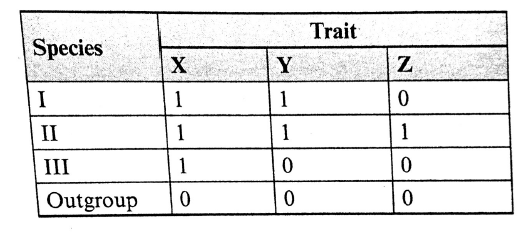 Species Trait
X Y Z
I 1 1 0
II 1 1 1
III 1 0 0
Outgroup 0 0 0